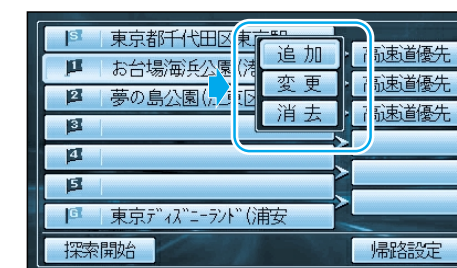 S 東京都千代田区東京駅
1 お台場海浜公園(港
2 夢の島公園(江東区
3
4
5
G 東京ディズニーランド(浦安
追加
変更
消去
高速道優先
高速道優先
高速道優先
探索開始
帰路設定